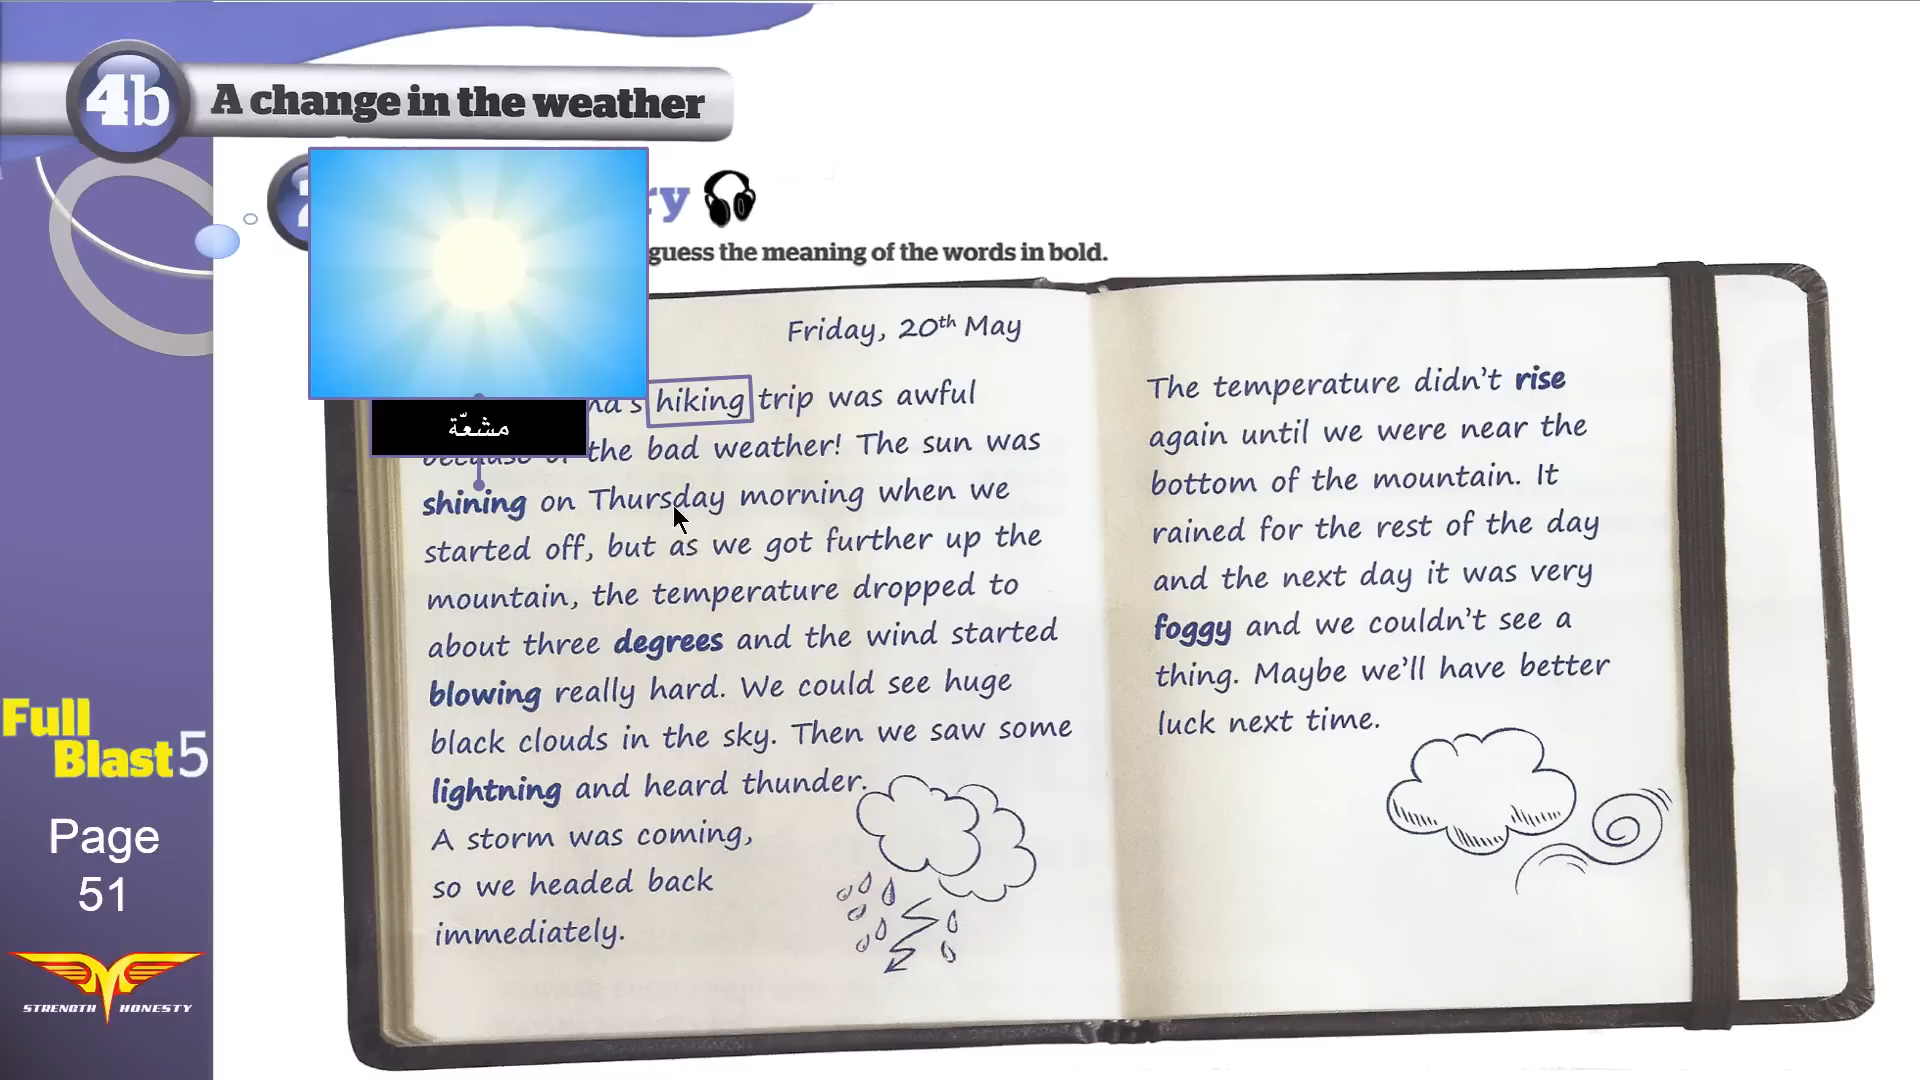 4b A change in the weather
ry
guess the meaning of the words in bold.
Friday, 20th May
hiking trip was awful
مشعّة
the bad weather! The sun was
shining on Thursday morning when we
started off, but as we got further up the
mountain, the temperature dropped to
about three degrees and the wind started
blowing really hard. We could see huge
black clouds in the sky. Then we saw some
lightning and heard thunder.
A storm was coming,
so we headed back
immediately.
The temperature didn't rise
again until we were near the
bottom of the mountain. It
rained for the rest of the day
and the next day it was very
foggy and we couldn't see a
thing. Maybe we'll have better
luck next time.
Full
Blast 5
Page
51
STRENGTH HONESTY